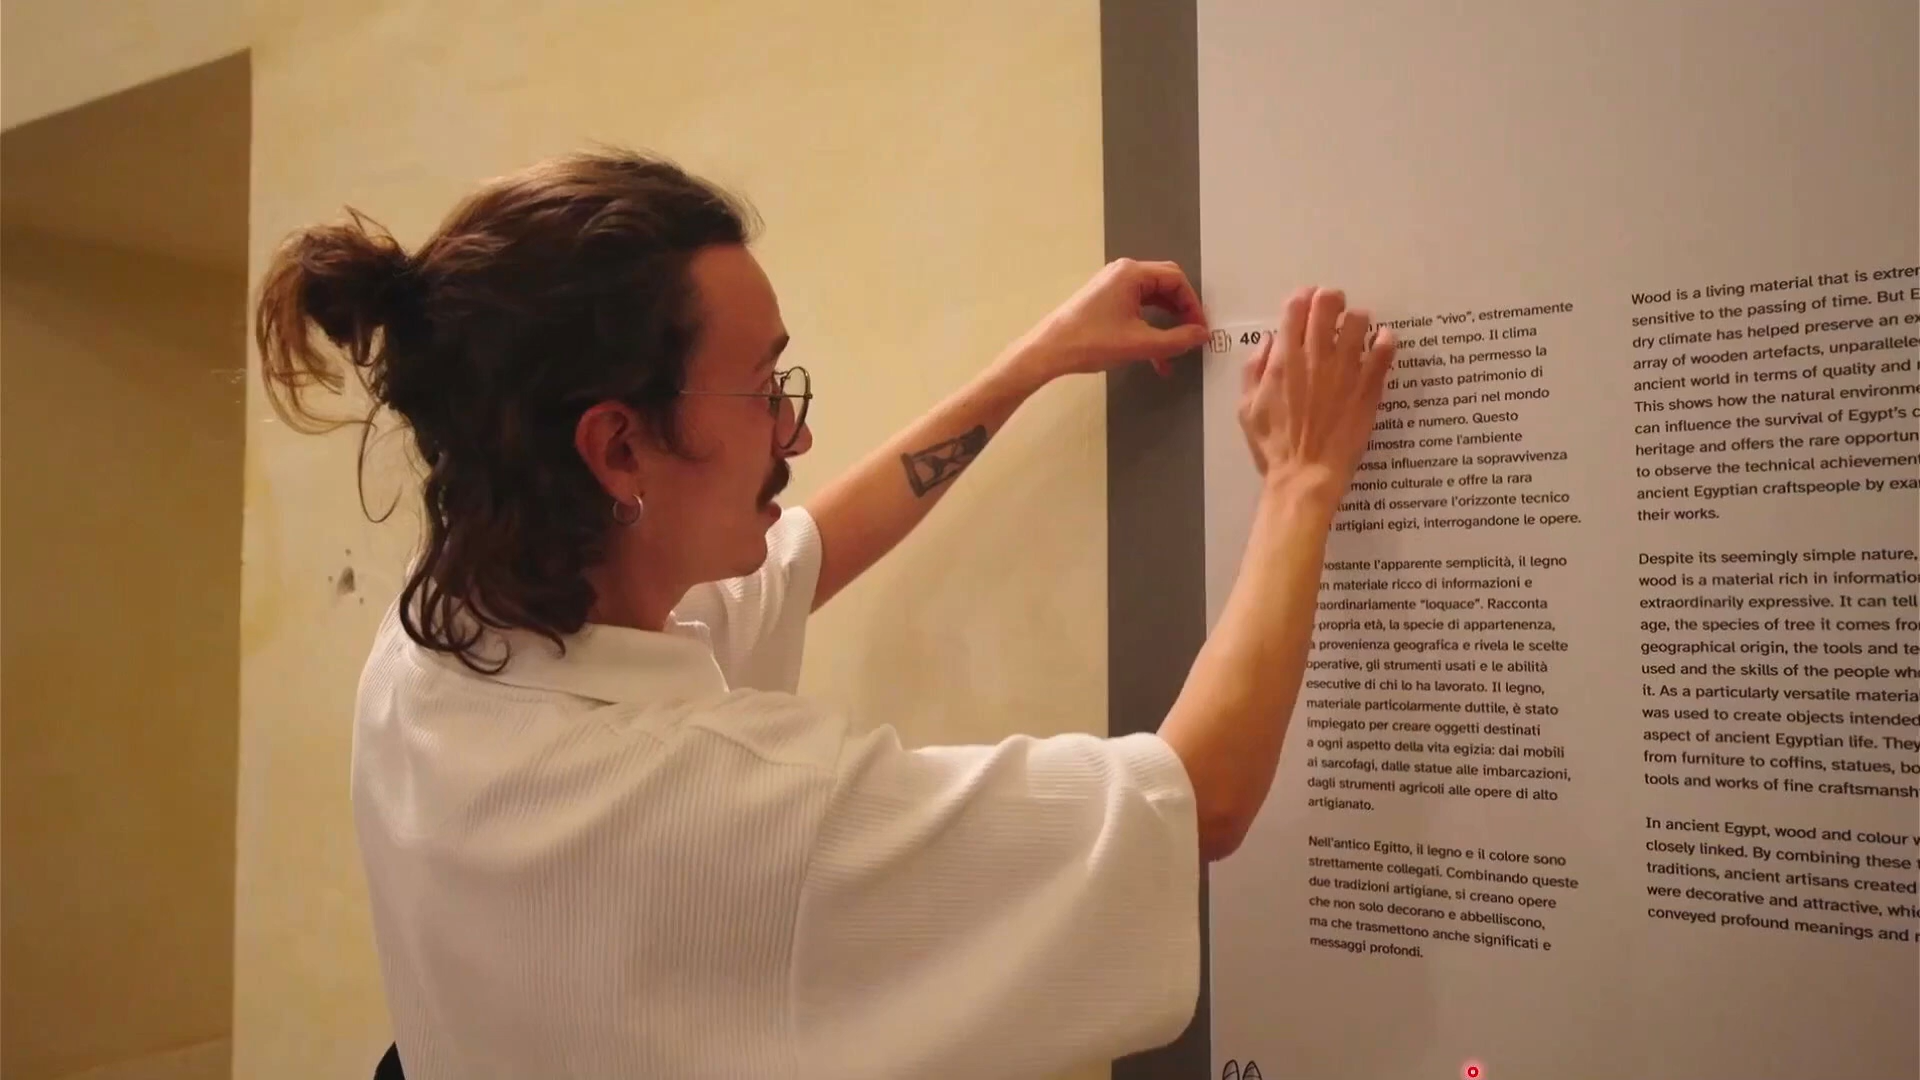 40
materiale “vivo”, estremamente
are del tempo. Il clima
tuttavia, ha permesso la
di un vasto patrimonio di
egno, senza pari nel mondo
ualità e numero. Questo
imostra come l'ambiente
ossa influenzare la sopravvivenza
monio culturale e offre la rara
unità di osservare l'orizzonte tecnico
artigiani egizi, interrogandone le opere.
ostante l'apparente semplicità, il legno
n materiale ricco di informazioni e
aordinariamente “loquace”. Racconta
propria età, la specie di appartenenza,
a provenienza geografica e rivela le scelte
operative, gli strumenti usati e le abilità
esecutive di chi lo ha lavorato. Il legno,
materiale particolarmente duttile, è stato
impiegato per creare oggetti destinati
a ogni aspetto della vita egizia: dai mobili
ai sarcofagi, dalle statue alle imbarcazioni,
dagli strumenti agricoli alle opere di alto
artigianato.
Nell'antico Egitto, il legno e il colore sono
strettamente collegati. Combinando queste
due tradizioni artigiane, si creano opere
che non solo decorano e abbelliscono,
ma che trasmettono anche significati e
messaggi profondi.
Wood is a living material that is extrem
sensitive to the passing of time. But E
dry climate has helped preserve an ex
array of wooden artefacts, unparallele
ancient world in terms of quality and
This shows how the natural environme
can influence the survival of Egypt's c
heritage and offers the rare opportun
to observe the technical achievement
ancient Egyptian craftspeople by exa
their works.
Despite its seemingly simple nature,
wood is a material rich in informatio
extraordinarily expressive. It can tell
age, the species of tree it comes fro
geographical origin, the tools and te
used and the skills of the people wh
it. As a particularly versatile materia
was used to create objects intended
aspect of ancient Egyptian life. They
from furniture to coffins, statues, bo
tools and works of fine craftsmansh
In ancient Egypt, wood and colour w
closely linked. By combining these
traditions, ancient artisans created
were decorative and attractive, whi
conveyed profound meanings and